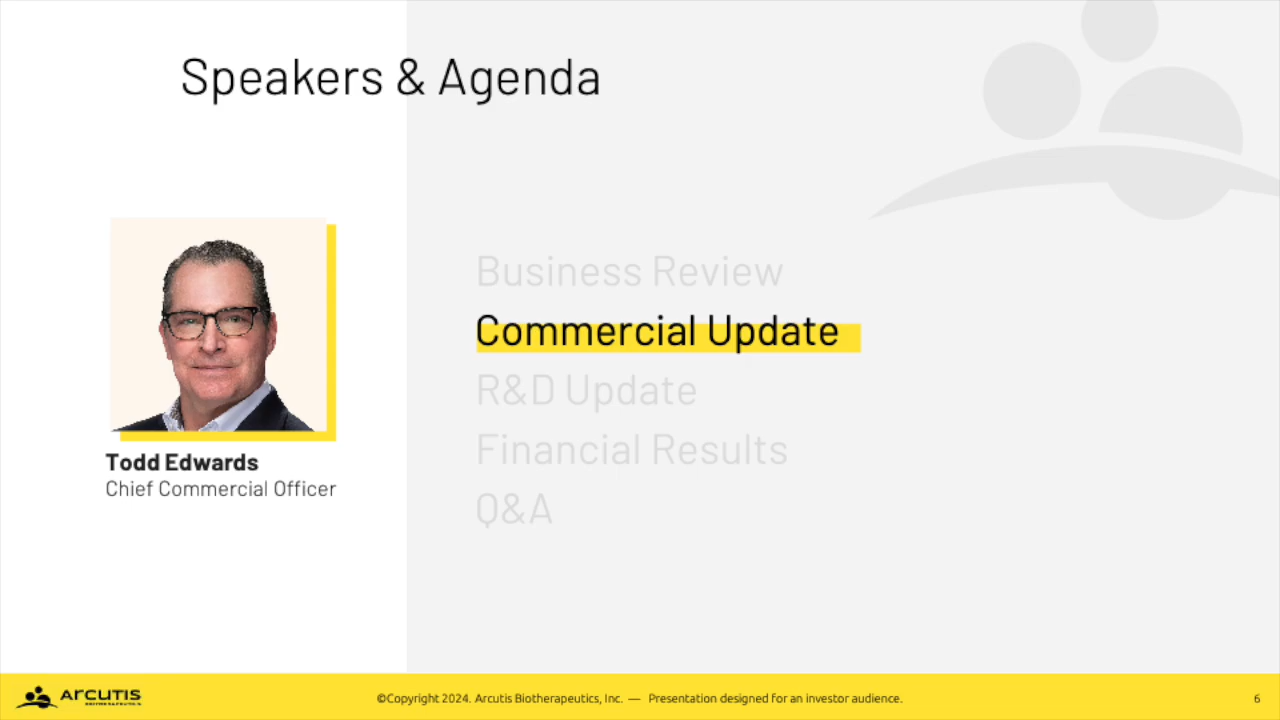 Speakers & Agenda
Todd Edwards
Chief Commercial Officer
Business Review
Commercial Update
R&D Update
Financial Results
Q&A
ARCUTIS
BIOTHERAPEUTICS
©Copyright 2024. Arcutis Biotherapeutics, Inc. — Presentation designed for an investor audience.
6